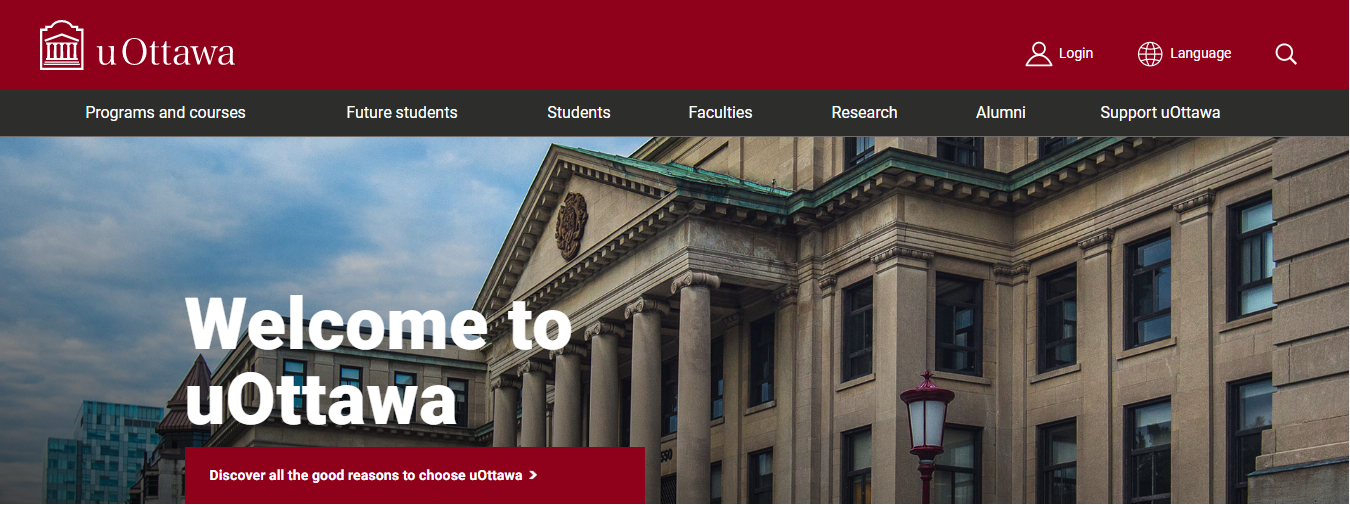 uOttawa
Login
Language
Programs and courses
Future students
Students
Faculties
Research
Alumni
Support uOttawa
Welcome to
uOttawa
Discover all the good reasons to choose uOttawa >
550